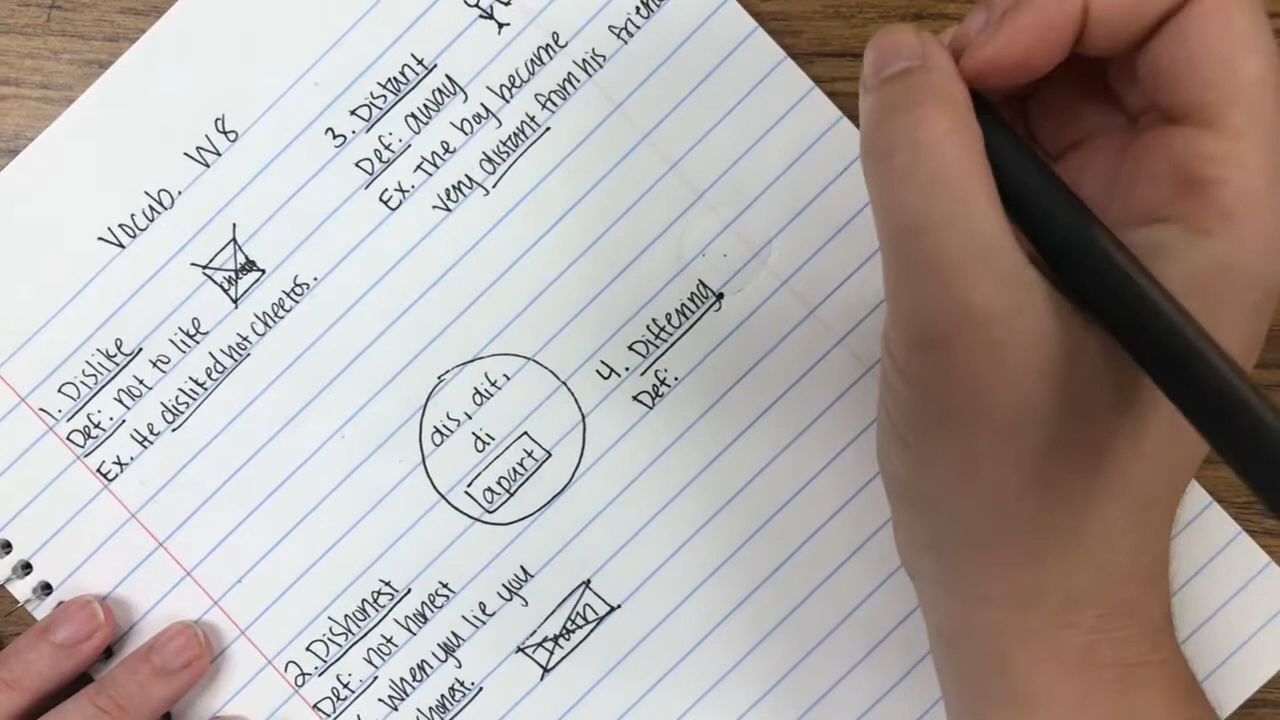 Vocab. W8
1. Dislike
Def: not to like
Ex. He disliked hot cheetos.
cheetos
3. Distant
Def: away
Ex. The boy became
very distant from his friend
dis, dif,
di
apart
4. Differing
Def:
2. Dishonest
Def: not honest
When you lie you
honest.
truth